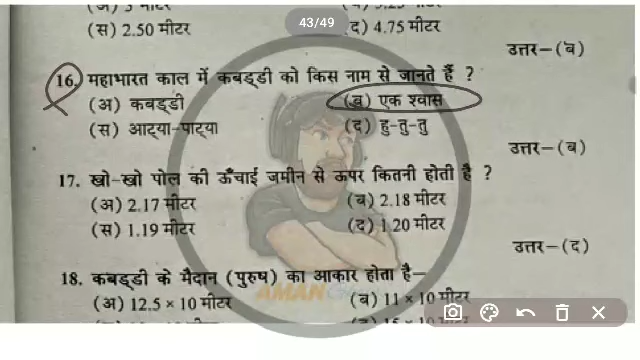 (स) 2.50 मीटर (द) 4.75 मीटर
उत्तर–(ब)
16. महाभारत काल में कबड्डी को किस नाम से जानते हैं ?
(अ) कबड्डी (ब) एक श्वास
(स) आट्या-पाट्या (द) हु-तु-तु
उत्तर–(ब)
17. खो-खो पोल की ऊँचाई ज़मीन से ऊपर कितनी होती है ?
(अ) 2.17 मीटर (ब) 2.18 मीटर
(स) 1.19 मीटर (द) 1.20 मीटर
उत्तर–(द)
18. कबड्डी के मैदान (पुरुष) का आकार होता है–
(अ) 12.5 × 10 मीटर (ब) 11 × 10 मीटर
43/49
AMAN